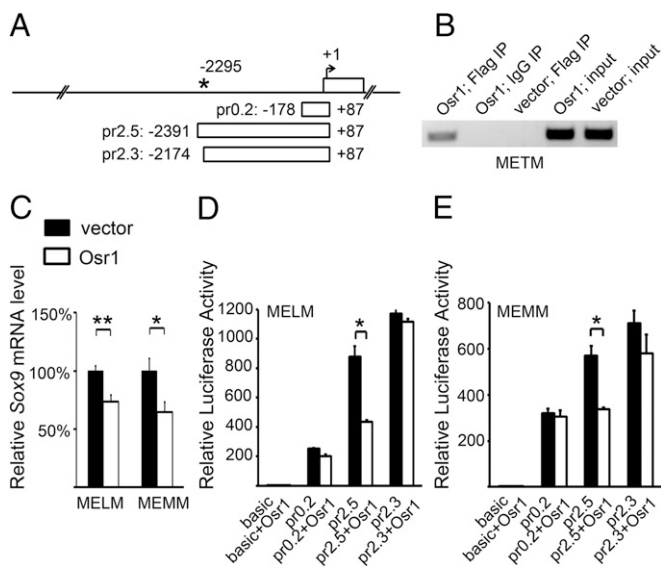 A
-2295
*
+1
pr0.2: -178
+87
pr2.5: -2391
+87
pr2.3: -2174
+87
B
Osr1; Flag IP
Osr1; IgG IP
vector; Flag IP
Osr1; input
vector; input
METM
C
vector
Osr1
Relative Sox9 mRNA level
150%
100%
50%
**
*
MELM
MEMM
D
Relative Luciferase Activity
1200
1000
800
600
400
200
MELM
*
basic
basic+Osr1
pr0.2
pr0.2+Osr1
pr2.5
pr2.5+Osr1
pr2.3
pr2.3+Osr1
E
Relative Luciferase Activity
800
600
400
200
MEMM
*
basic
basic+Osr1
pr0.2
pr0.2+Osr1
pr2.5
pr2.5+Osr1
pr2.3
pr2.3+Osr1